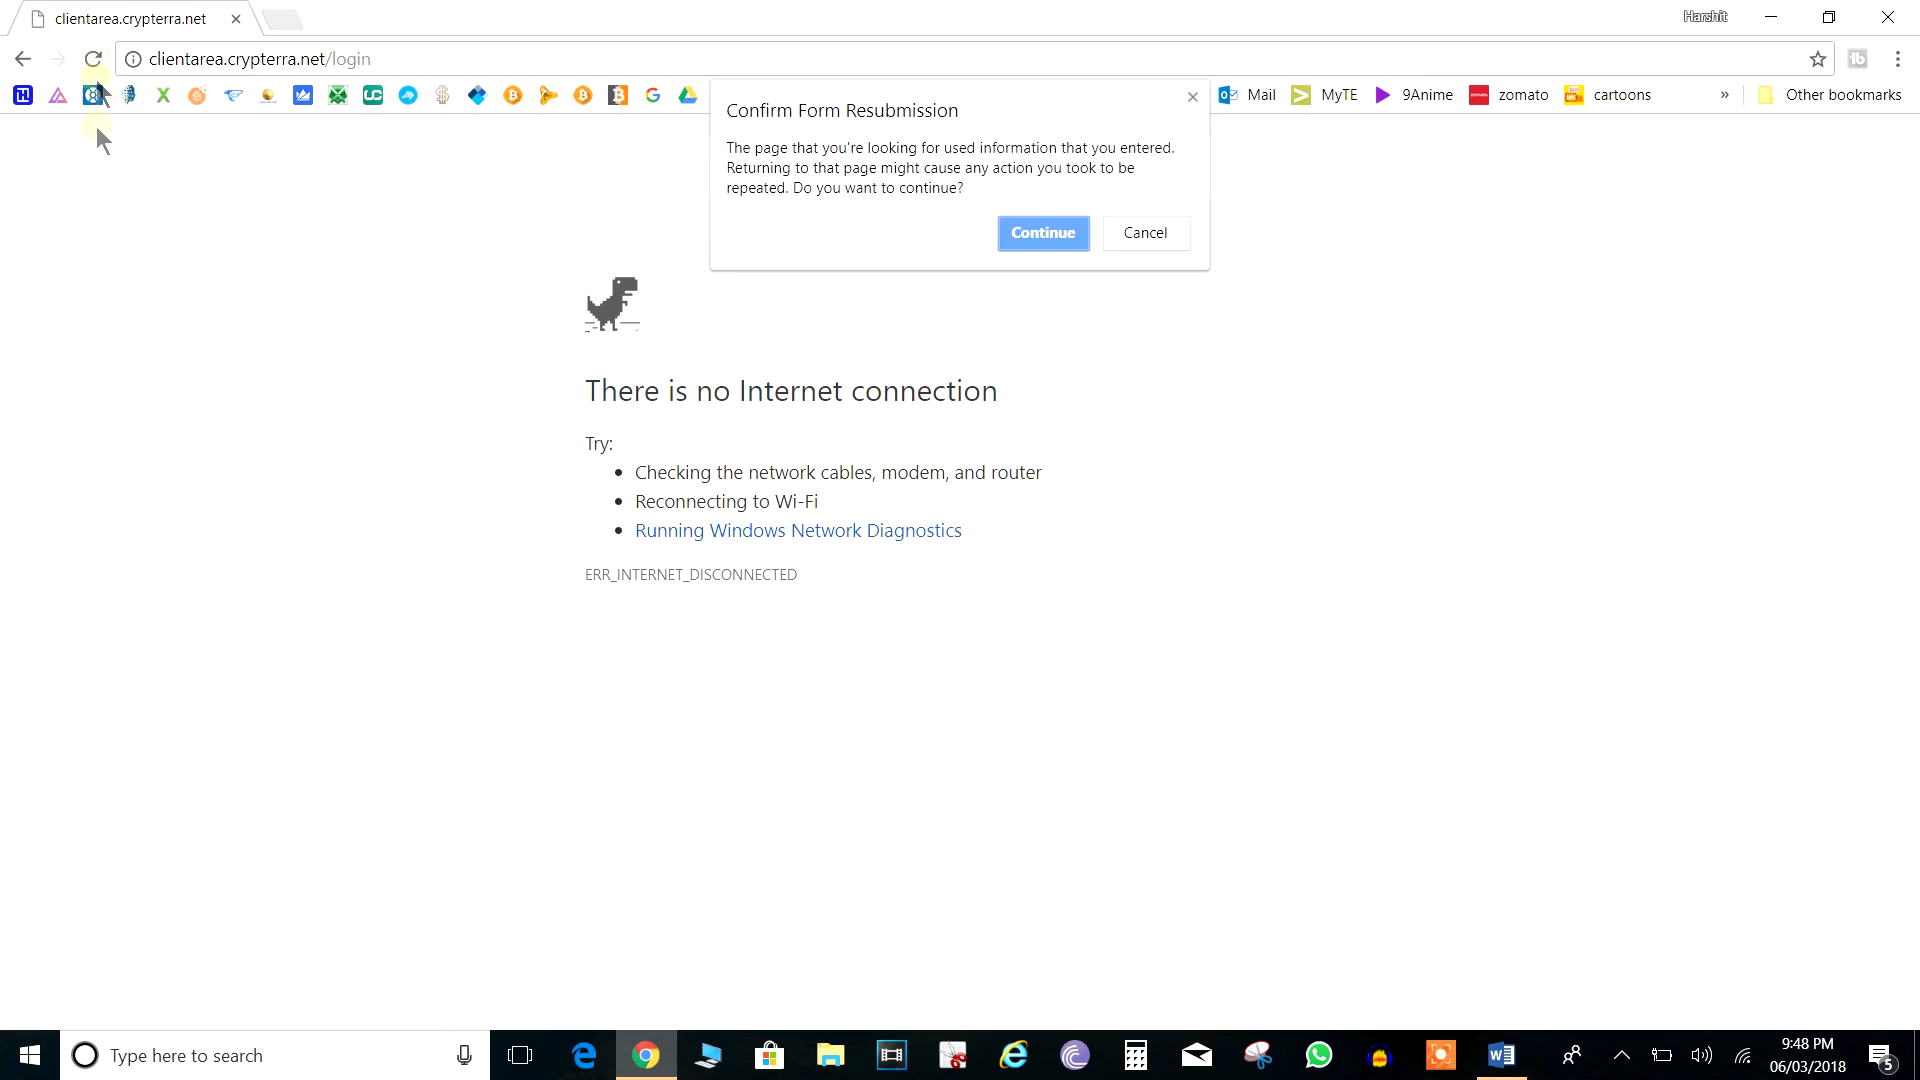 clientarea.crypterra.net
Harshit
clientarea.crypterra.net/login
Mail
MyTE
9Anime
zomato
cartoons
»
Other bookmarks
Confirm Form Resubmission
The page that you're looking for used information that you entered.
Returning to that page might cause any action you took to be
repeated. Do you want to continue?
Continue
Cancel
There is no Internet connection
Try:
• Checking the network cables, modem, and router
• Reconnecting to Wi-Fi
• Running Windows Network Diagnostics
ERR_INTERNET_DISCONNECTED
Type here to search
9:48 PM
06/03/2018
5